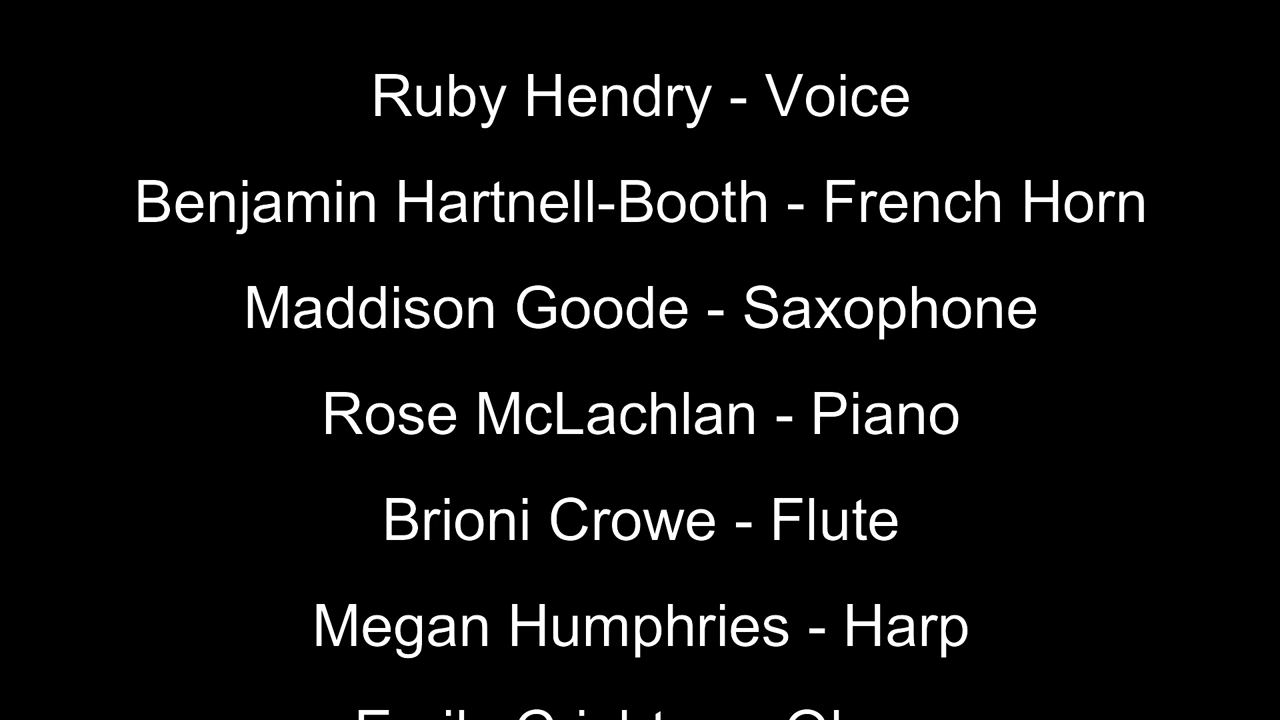 Ruby Hendry - Voice
Benjamin Hartnell-Booth - French Horn
Maddison Goode - Saxophone
Rose McLachlan - Piano
Brioni Crowe - Flute
Megan Humphries - Harp